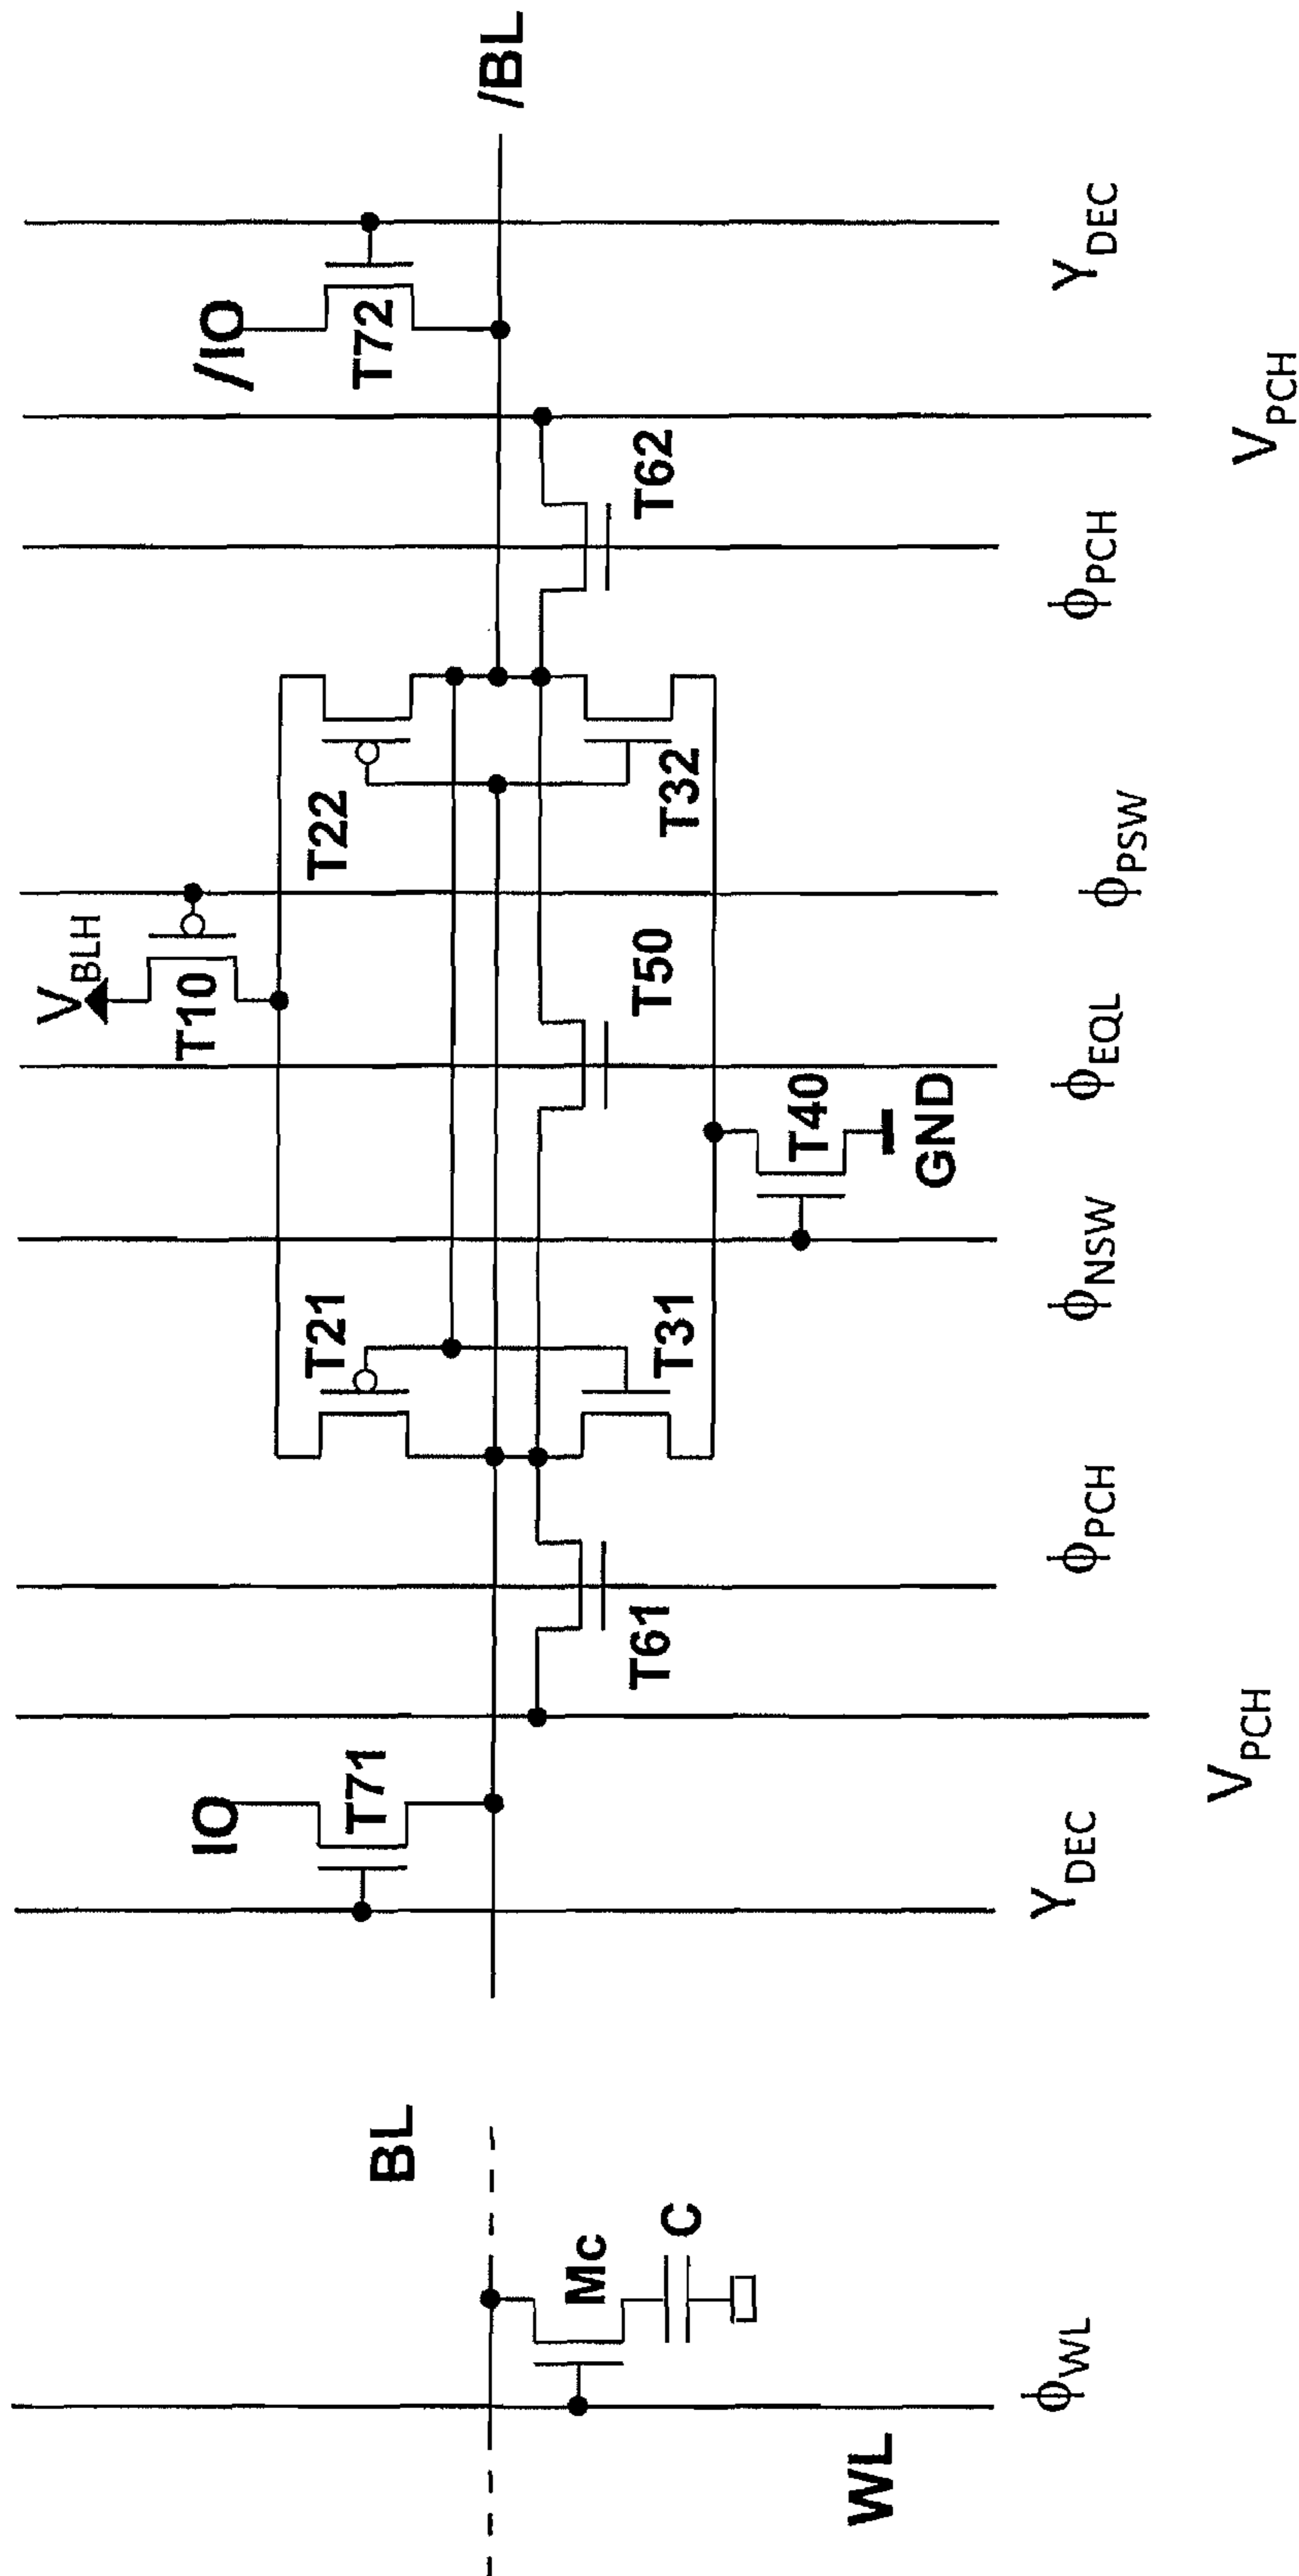 V_BLH
IO
T10
/IO
T71
T21
T22
T72
BL
/BL
Mc
C
T61
T31
T50
T32
T62
T40
WL
GND
ϕ_WL
Y_DEC
ϕ_PCH
ϕ_NSW
ϕ_EQL
ϕ_PSW
ϕ_PCH
Y_DEC
V_PCH
V_PCH